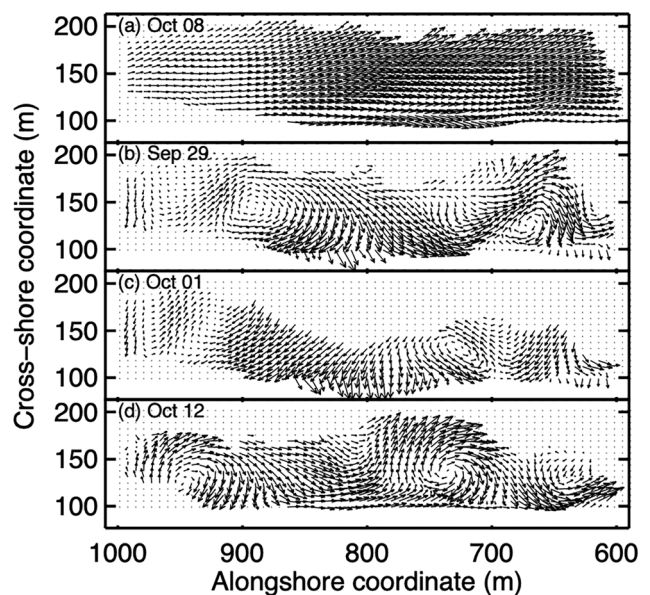 (a) Oct 08
200
150
100
(b) Sep 29
200
150
100
(c) Oct 01
200
150
100
(d) Oct 12
200
150
100
Cross-shore coordinate (m)
1000 900 800 700 600
Alongshore coordinate (m)